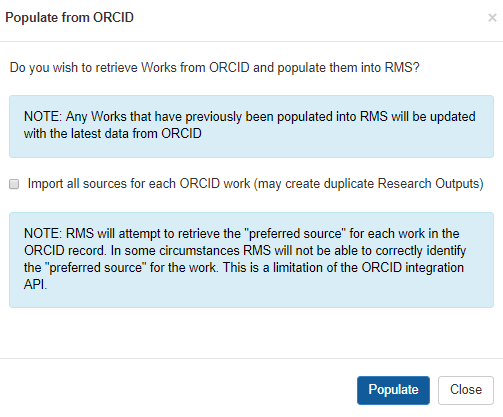 Populate from ORCID
×
Do you wish to retrieve Works from ORCID and populate them into RMS?
NOTE: Any Works that have previously been populated into RMS will be updated
with the latest data from ORCID
Import all sources for each ORCID work (may create duplicate Research Outputs)
NOTE: RMS will attempt to retrieve the "preferred source" for each work in the
ORCID record. In some circumstances RMS will not be able to correctly identify
the "preferred source" for the work. This is a limitation of the ORCID integration
API.
Populate
Close